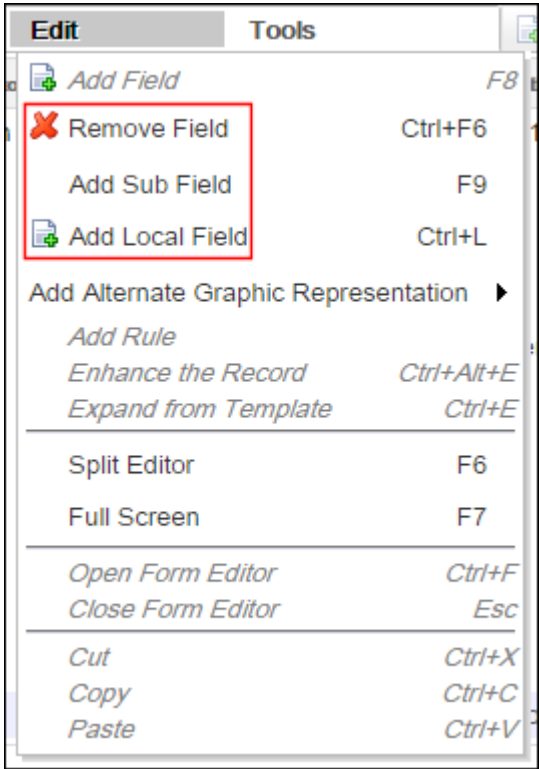 Edit Tools
Add Field F8
Remove Field Ctrl+F6
Add Sub Field F9
Add Local Field Ctrl+L
Add Alternate Graphic Representation
Add Rule
Enhance the Record Ctrl+Alt+E
Expand from Template Ctrl+E
Split Editor F6
Full Screen F7
Open Form Editor Ctrl+F
Close Form Editor Esc
Cut Ctrl+X
Copy Ctrl+C
Paste Ctrl+V